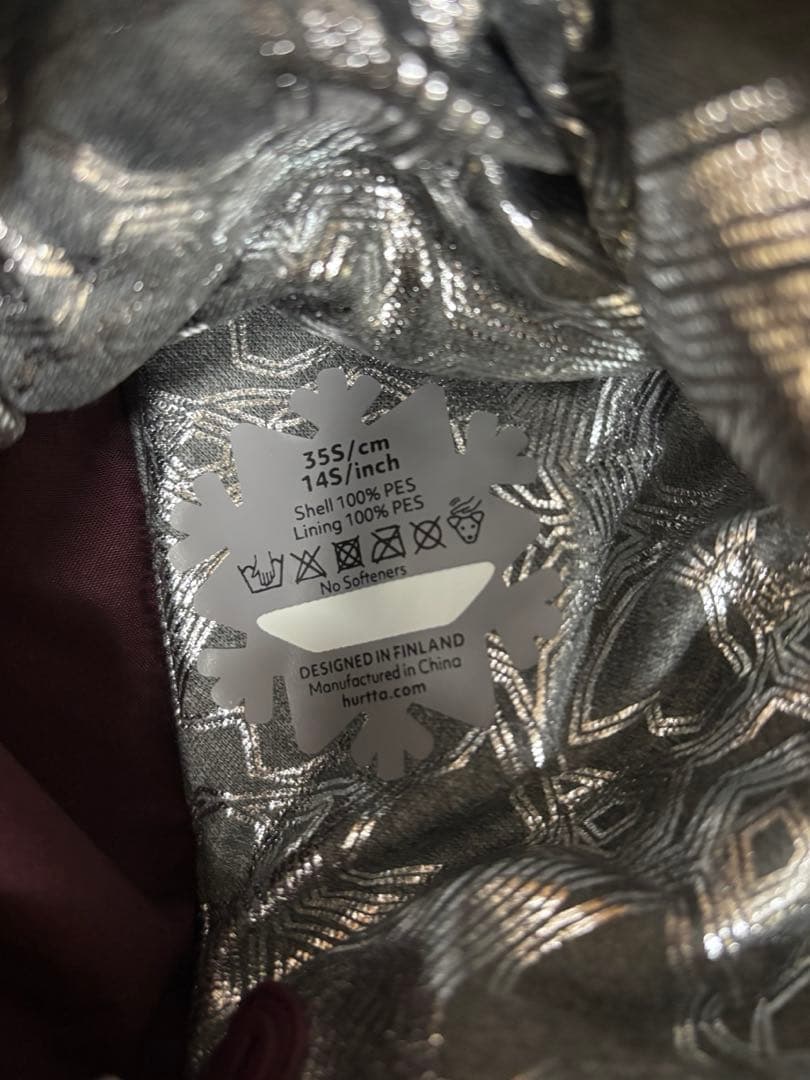 35S/cm
14S/inch
Shell 100% PES
Lining 100% PES
No Softeners
DESIGNED IN FINLAND
Manufactured in China
hurtta.com